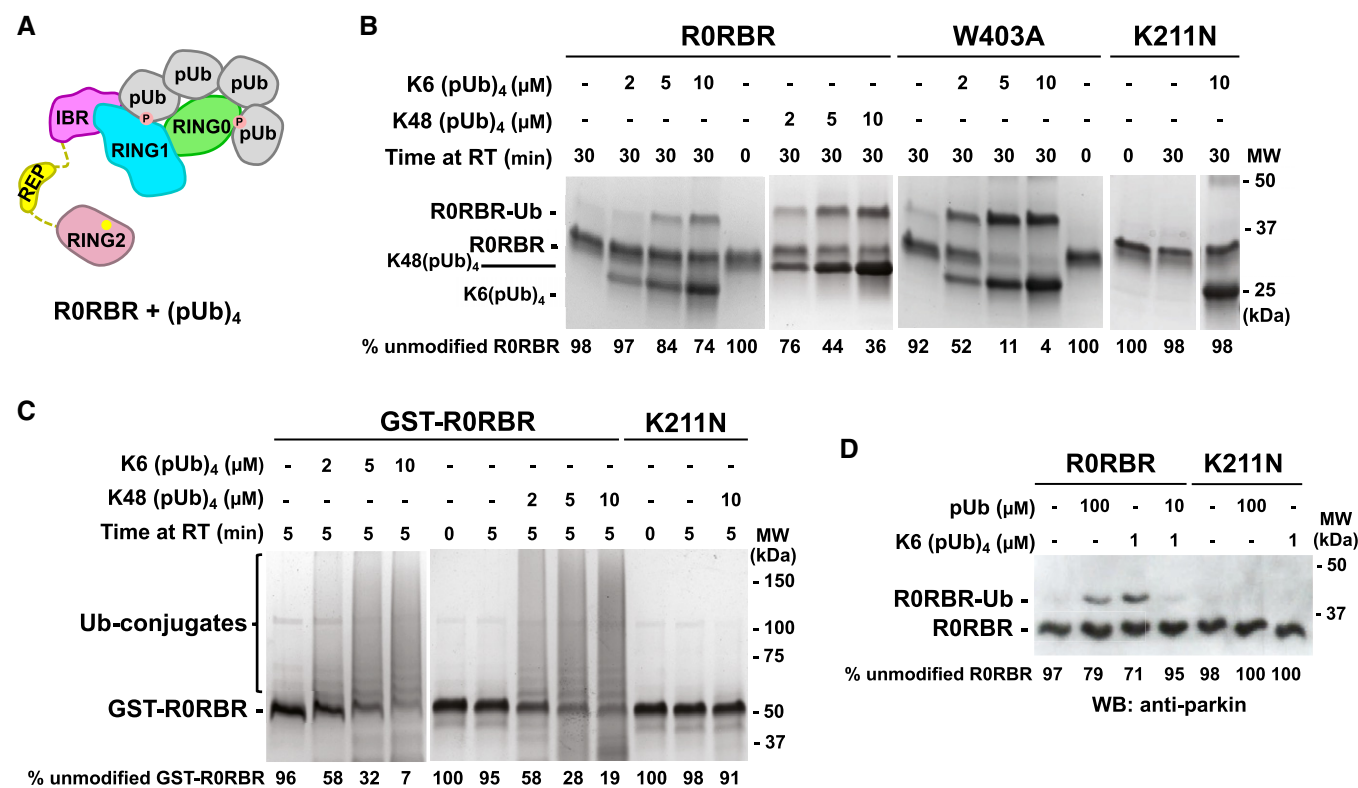 A
pUb
pUb
pUb
IBR
P
RING0
P
pUb
RING1
REP
RING2
R0RBR + (pUb)4
B
R0RBR W403A K211N
K6 (pUb)4 (µM) - 2 5 10 - - - - - 2 5 10 - - - 10
K48 (pUb)4 (µM) - - - - - 2 5 10 - - - - - - - -
Time at RT (min) 30 30 30 30 0 30 30 30 30 30 30 30 0 0 30 30 MW
- 50
R0RBR-Ub -
- 37
R0RBR -
K48(pUb)4
K6(pUb)4 -
- 25
(kDa)
% unmodified R0RBR 98 97 84 74 100 76 44 36 92 52 11 4 100 100 98 98
C
GST-R0RBR K211N
K6 (pUb)4 (µM) - 2 5 10 - - - - - - - -
K48 (pUb)4 (µM) - - - - - - 2 5 10 - - 10
Time at RT (min) 5 5 5 5 0 5 5 5 5 0 5 5 MW
(kDa)
- 150
Ub-conjugates
- 100
- 75
GST-R0RBR -
- 50
- 37
% unmodified GST-R0RBR 96 58 32 7 100 95 58 28 19 100 98 91
D
R0RBR K211N
pUb (µM) - 100 - 10 - 100 -
K6 (pUb)4 (µM) - - 1 1 - - 1
MW
(kDa)
- 50
R0RBR-Ub -
- 37
R0RBR -
% unmodified R0RBR 97 79 71 95 98 100 100
WB: anti-parkin